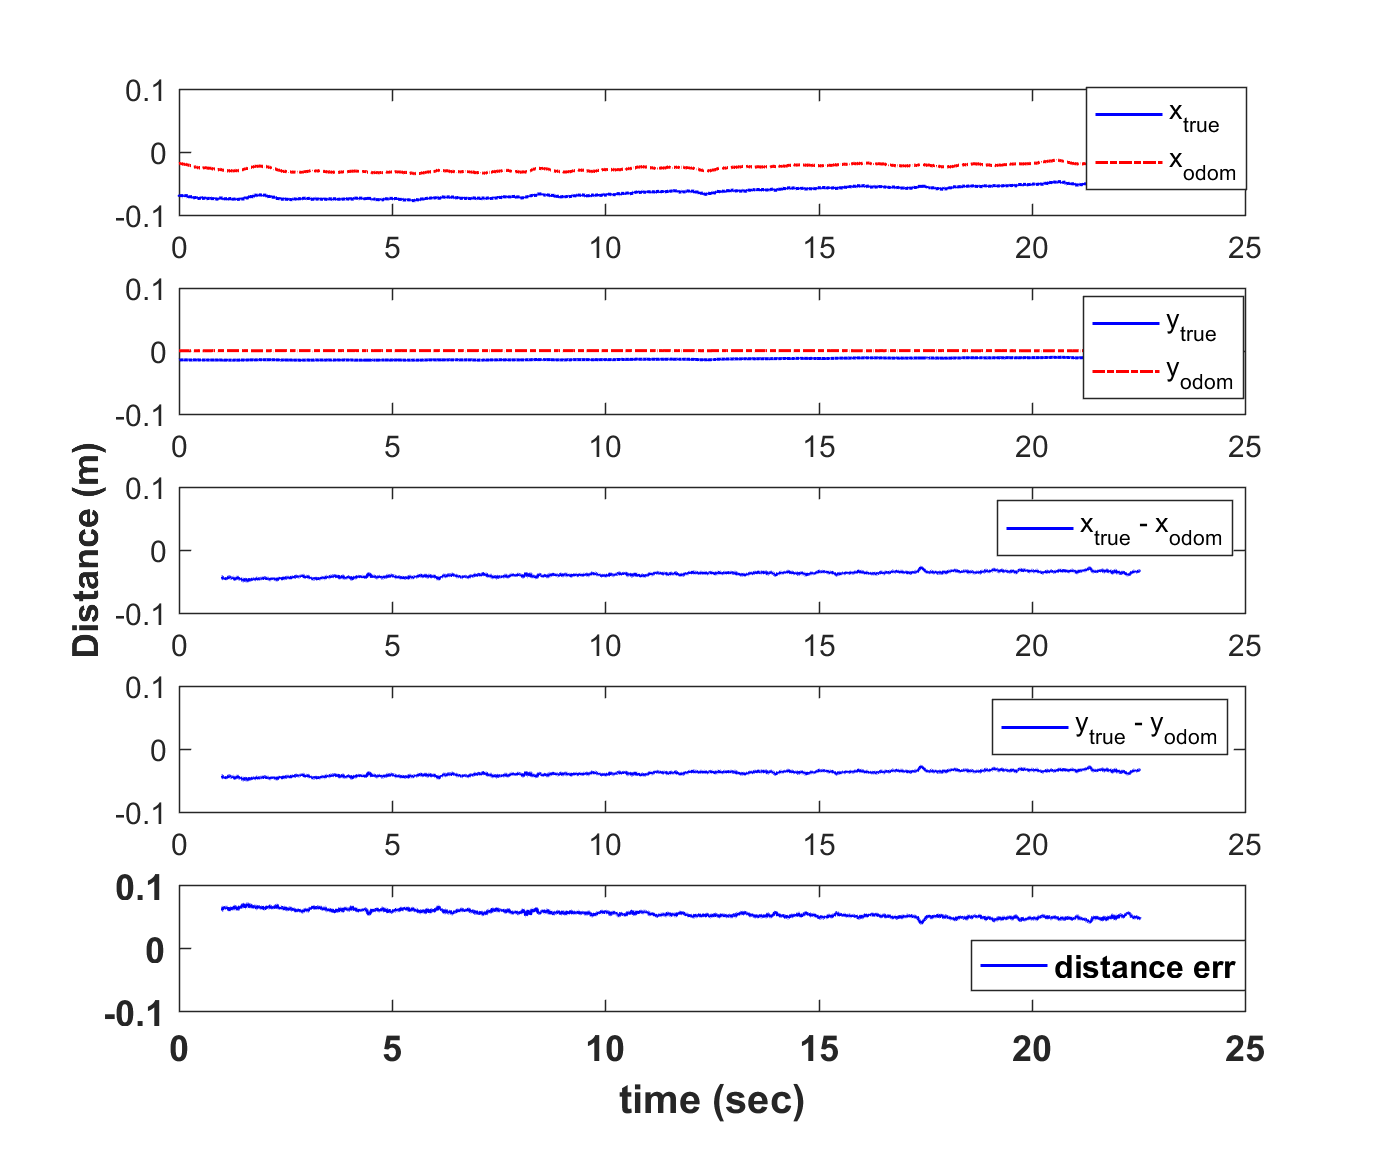 0.1
0
-0.1
0 5 10 15 20 25
x_true
x_odom
0.1
0
-0.1
0 5 10 15 20 25
y_true
y_odom
Distance (m)
0.1
0
-0.1
0 5 10 15 20 25
x_true - x_odom
0.1
0
-0.1
0 5 10 15 20 25
y_true - y_odom
0.1
0
-0.1
0 5 10 15 20 25
distance err
time (sec)